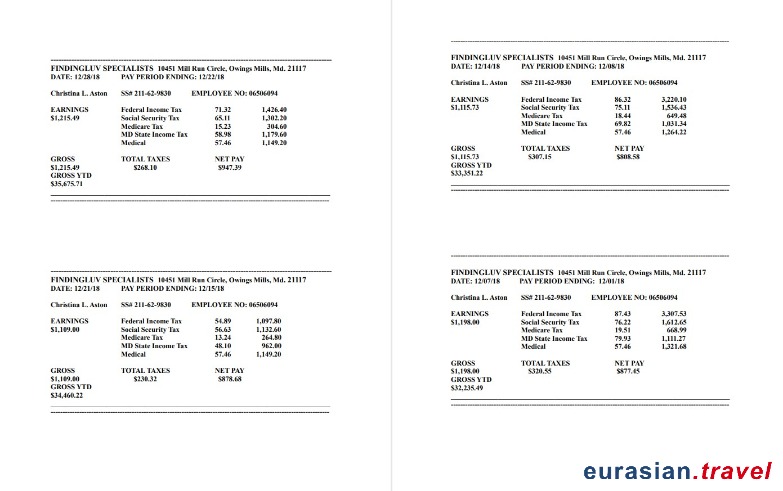 FINDINGLUV SPECIALISTS 10451 Mill Run Circle, Owings Mills, Md. 21117
DATE: 12/28/18 PAY PERIOD ENDING: 12/22/18
Christina L. Aston SS# 211-62-9830 EMPLOYEE NO: 06506094
EARNINGS Federal Income Tax 71.32 1,426.40
$1,215.49 Social Security Tax 65.11 1,302.20
Medicare Tax 15.23 304.60
MD State Income Tax 58.98 1,179.60
Medical 57.46 1,149.20
GROSS TOTAL TAXES NET PAY
$1,215.49 $268.10 $947.39
GROSS YTD
$35,675.71
FINDINGLUV SPECIALISTS 10451 Mill Run Circle, Owings Mills, Md. 21117
DATE: 12/21/18 PAY PERIOD ENDING: 12/15/18
Christina L. Aston SS# 211-62-9830 EMPLOYEE NO: 06506094
EARNINGS Federal Income Tax 54.89 1,097.80
$1,109.00 Social Security Tax 56.63 1,132.60
Medicare Tax 13.24 264.80
MD State Income Tax 48.10 962.00
Medical 57.46 1,149.20
GROSS TOTAL TAXES NET PAY
$1,109.00 $230.32 $878.68
GROSS YTD
$34,460.22
FINDINGLUV SPECIALISTS 10451 Mill Run Circle, Owings Mills, Md. 21117
DATE: 12/14/18 PAY PERIOD ENDING: 12/08/18
Christina L. Aston SS# 211-62-9830 EMPLOYEE NO: 06506094
EARNINGS Federal Income Tax 86.32 3,220.10
$1,115.73 Social Security Tax 75.11 1,536.43
Medicare Tax 18.44 649.48
MD State Income Tax 69.82 1,031.34
Medical 57.46 1,264.22
GROSS TOTAL TAXES NET PAY
$1,115.73 $307.15 $808.58
GROSS YTD
$33,351.22
FINDINGLUV SPECIALISTS 10451 Mill Run Circle, Owings Mills, Md. 21117
DATE: 12/07/18 PAY PERIOD ENDING: 12/01/18
Christina L. Aston SS# 211-62-9830 EMPLOYEE NO: 06506094
EARNINGS Federal Income Tax 87.43 3,307.53
$1,198.00 Social Security Tax 76.22 1,612.65
Medicare Tax 19.51 668.99
MD State Income Tax 79.93 1,111.27
Medical 57.46 1,321.68
GROSS TOTAL TAXES NET PAY
$1,198.00 $320.55 $877.45
GROSS YTD
$32,235.49
eurasian.travel